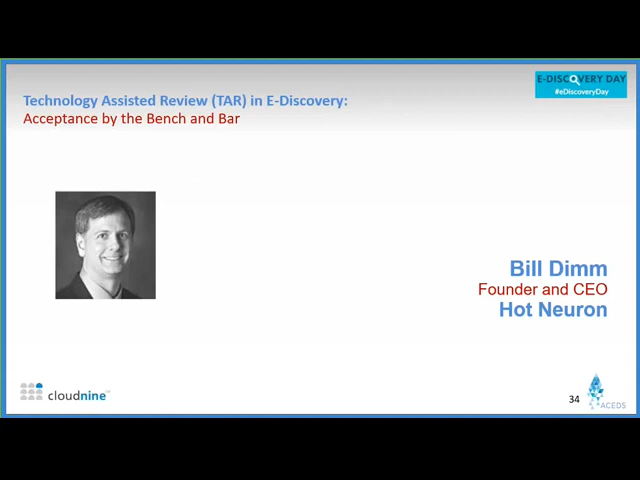 E-DISCOVERY DAY
#eDiscoveryDay
Technology Assisted Review (TAR) in E-Discovery:
Acceptance by the Bench and Bar
Bill Dimm
Founder and CEO
Hot Neuron
cloudnine
34
ACEDS